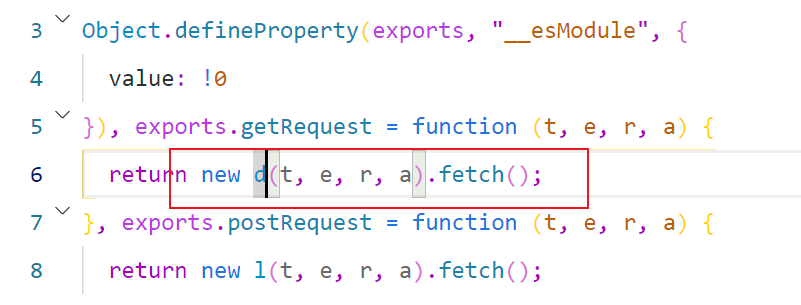 3 Object.defineProperty(exports, "__esModule", {
4 value: !0
5 }), exports.getRequest = function (t, e, r, a) {
6 return new d(t, e, r, a).fetch();
7 }, exports.postRequest = function (t, e, r, a) {
8 return new l(t, e, r, a).fetch();